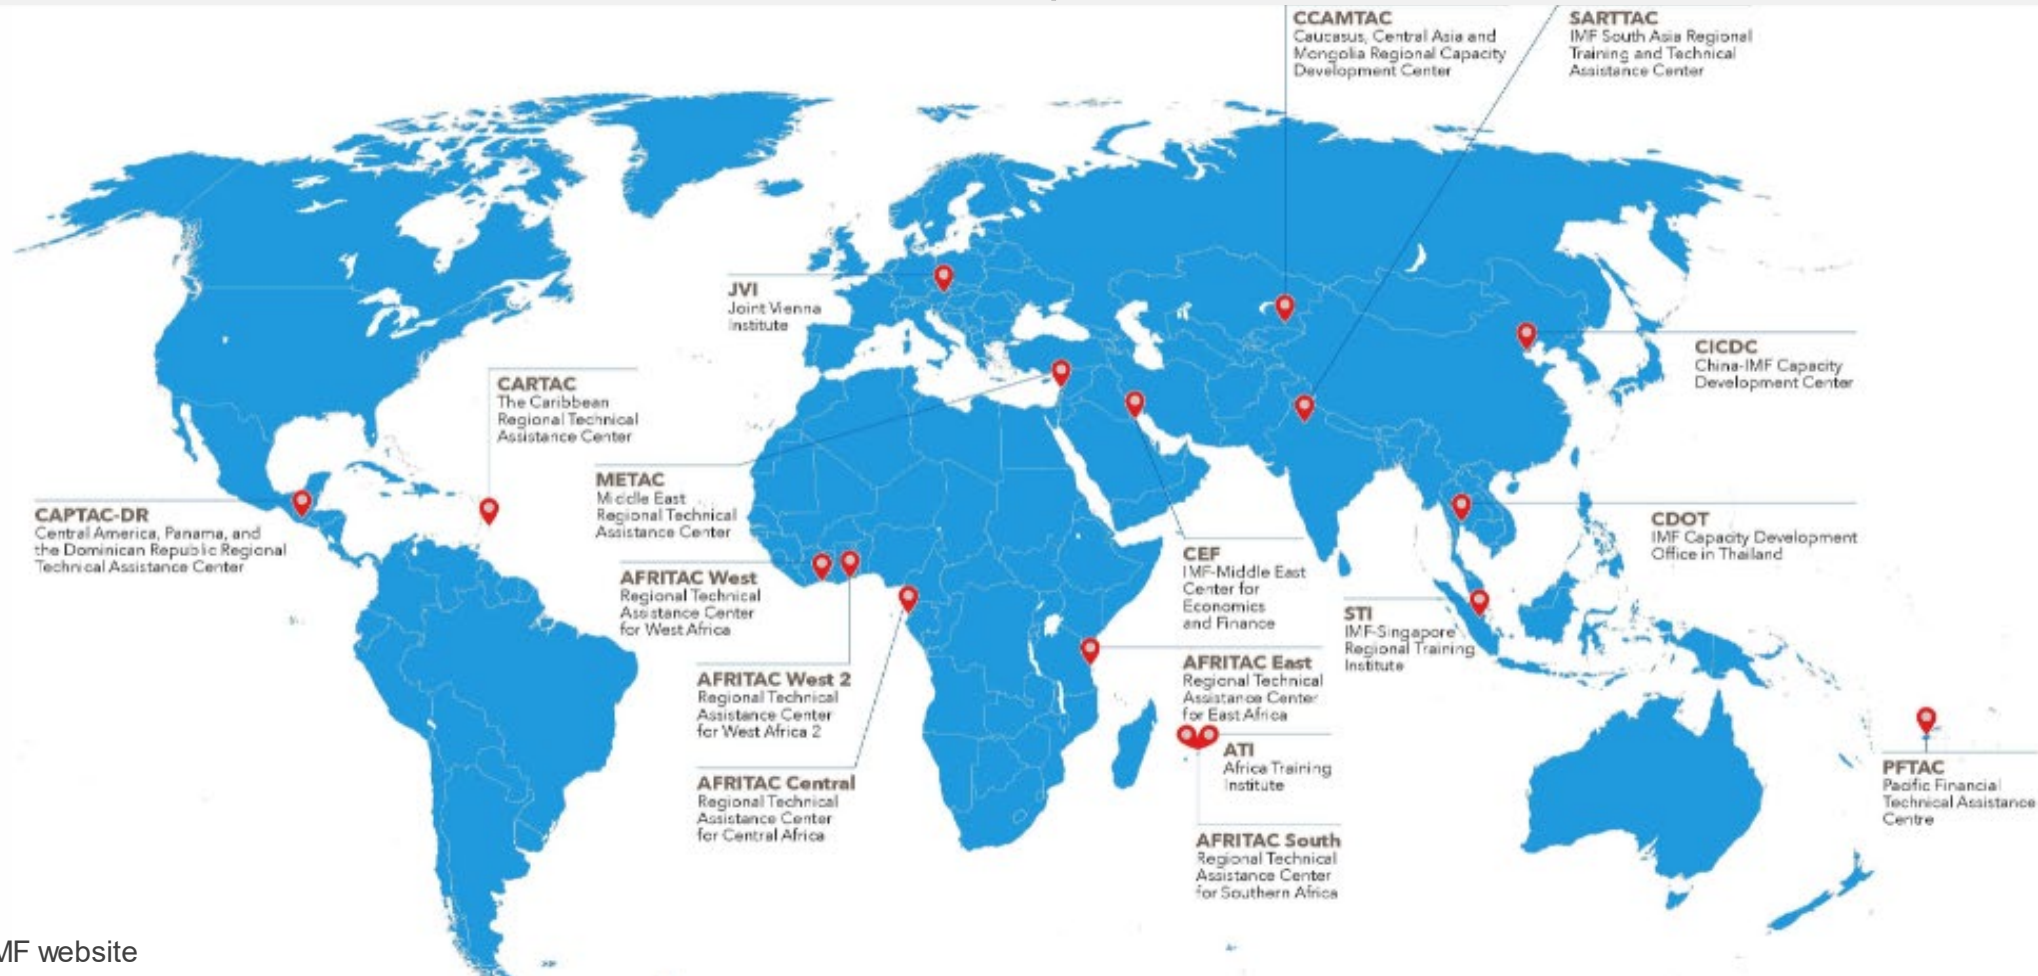 CCAMTAC
Caucasus, Central Asia and
Mongolia Regional Capacity
Development Center
SARTTAC
IMF South Asia Regional
Training and Technical
Assistance Center
JVI
Joint Vienna
Institute
CICDC
China-IMF Capacity
Development Center
CARTAC
The Caribbean
Regional Technical
Assistance Center
METAC
Middle East
Regional Technical
Assistance Center
CAPTAC-DR
Central America, Panama, and
the Dominican Republic Regional
Technical Assistance Center
CDOT
IMF Capacity Development
Office in Thailand
CEF
IMF-Middle East
Center for
Economics
and Finance
AFRITAC West
Regional Technical
Assistance Center
for West Africa
STI
IMF-Singapore
Regional Training
Institute
AFRITAC East
Regional Technical
Assistance Center
for East Africa
AFRITAC West 2
Regional Technical
Assistance Center
for West Africa 2
ATI
Africa Training
Institute
PFTAC
Pacific Financial
Technical Assistance
Centre
AFRITAC Central
Regional Technical
Assistance Center
for Central Africa
AFRITAC South
Regional Technical
Assistance Center
for Southern Africa
MF website